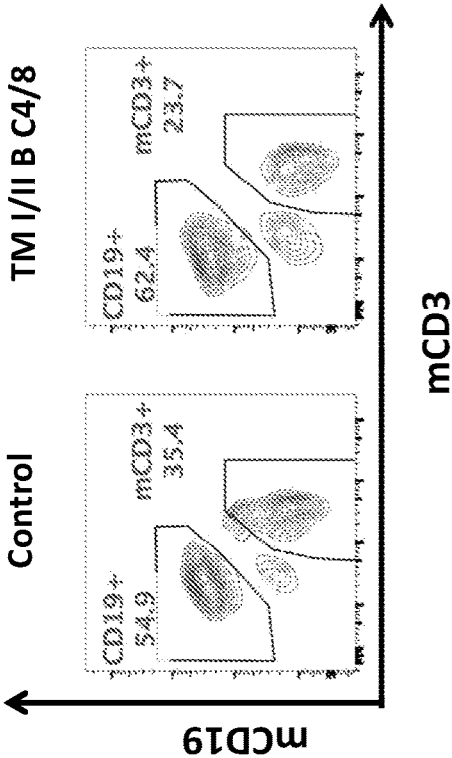 Control
TM I/II B C4/8
CD19+
54.9
mCD3+
35.4
CD19+
62.4
mCD3+
23.7
mCD19
mCD3